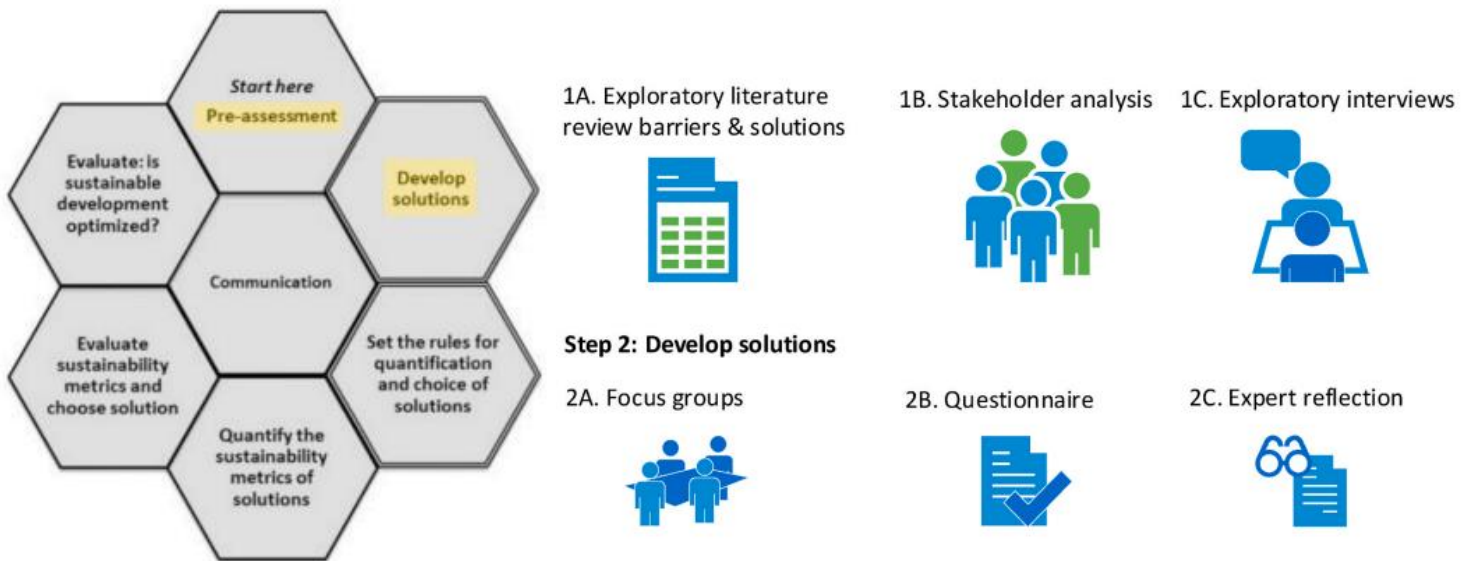 Start here
Pre-assessment
Develop
solutions
Evaluate: is
sustainable
development
optimized?
Communication
Set the rules for
quantification
and choice of
solutions
Evaluate
sustainability
metrics and
choose solution
Quantify the
sustainability
metrics of
solutions
1A. Exploratory literature
review barriers & solutions
1B. Stakeholder analysis
1C. Exploratory interviews
Step 2: Develop solutions
2A. Focus groups
2B. Questionnaire
2C. Expert reflection